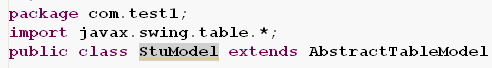 package com.test1;
import javax.swing.table.*;
public class StuModel extends AbstractTableModel